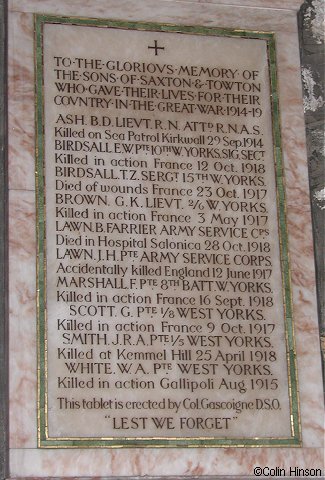 TO THE GLORIOVS MEMORY OF
THE SONS OF SAXTON & TOWTON
WHO GAVE THEIR LIVES FOR THEIR
COVNTRY IN THE GREAT WAR 1914-19
ASH. B.D. LIEVT. R.N. ATTD R.N.A.S.
Killed on Sea Patrol Kirkwall 29 Sep.1914
BIRDSALL E.W. PTE 10TH W. YORKS. SIG. SECT
Killed in action France 12 Oct. 1918
BIRDSALL T.Z. SERGT 15TH W. YORKS.
Died of wounds France 23 Oct. 1917
BROWN. G.K. LIEVT. 2/6 W. YORKS.
Killed in action France 3 May 1917
LAWN. B. FARRIER ARMY SERVICE CPS
Died in Hospital Salonica 28 Oct. 1918
LAWN. J.H. PTE ARMY SERVICE CORPS.
Accidentally killed England 12 June 1917
MARSHALL. F. PTE 8TH BATT. W. YORKS.
Killed in action France 16 Sept. 1918
SCOTT. G. PTE 1/8 WEST YORKS.
Killed in action France 9 Oct. 1917
SMITH. J.R.A. PTE 1/5 WEST YORKS.
Killed at Kemmel Hill 25 April 1918
WHITE. W.A. PTE WEST YORKS.
Killed in action Gallipoli Aug. 1915
This tablet is erected by Col. Gascoigne D.S.O.
"LEST WE FORGET"
©Colin Hinson